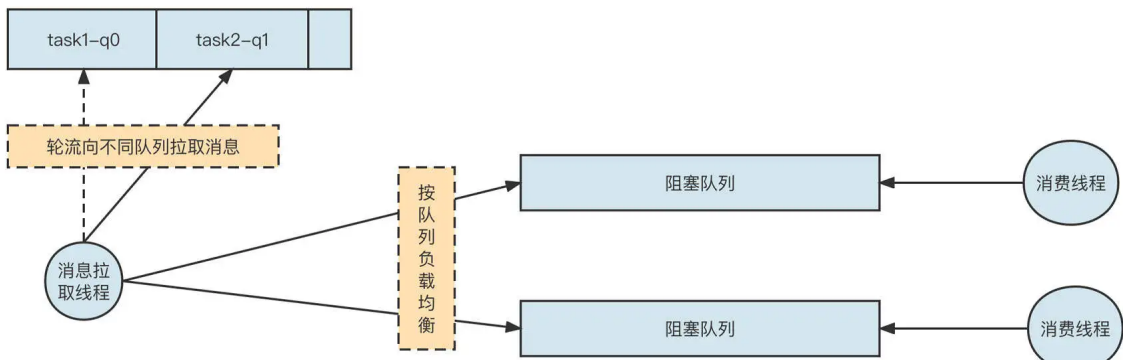 task1-q0
task2-q1
轮流向不同队列拉取消息
消息拉
取线程
按
队
列
负
载
均
衡
阻塞队列
消费线程
阻塞队列
消费线程